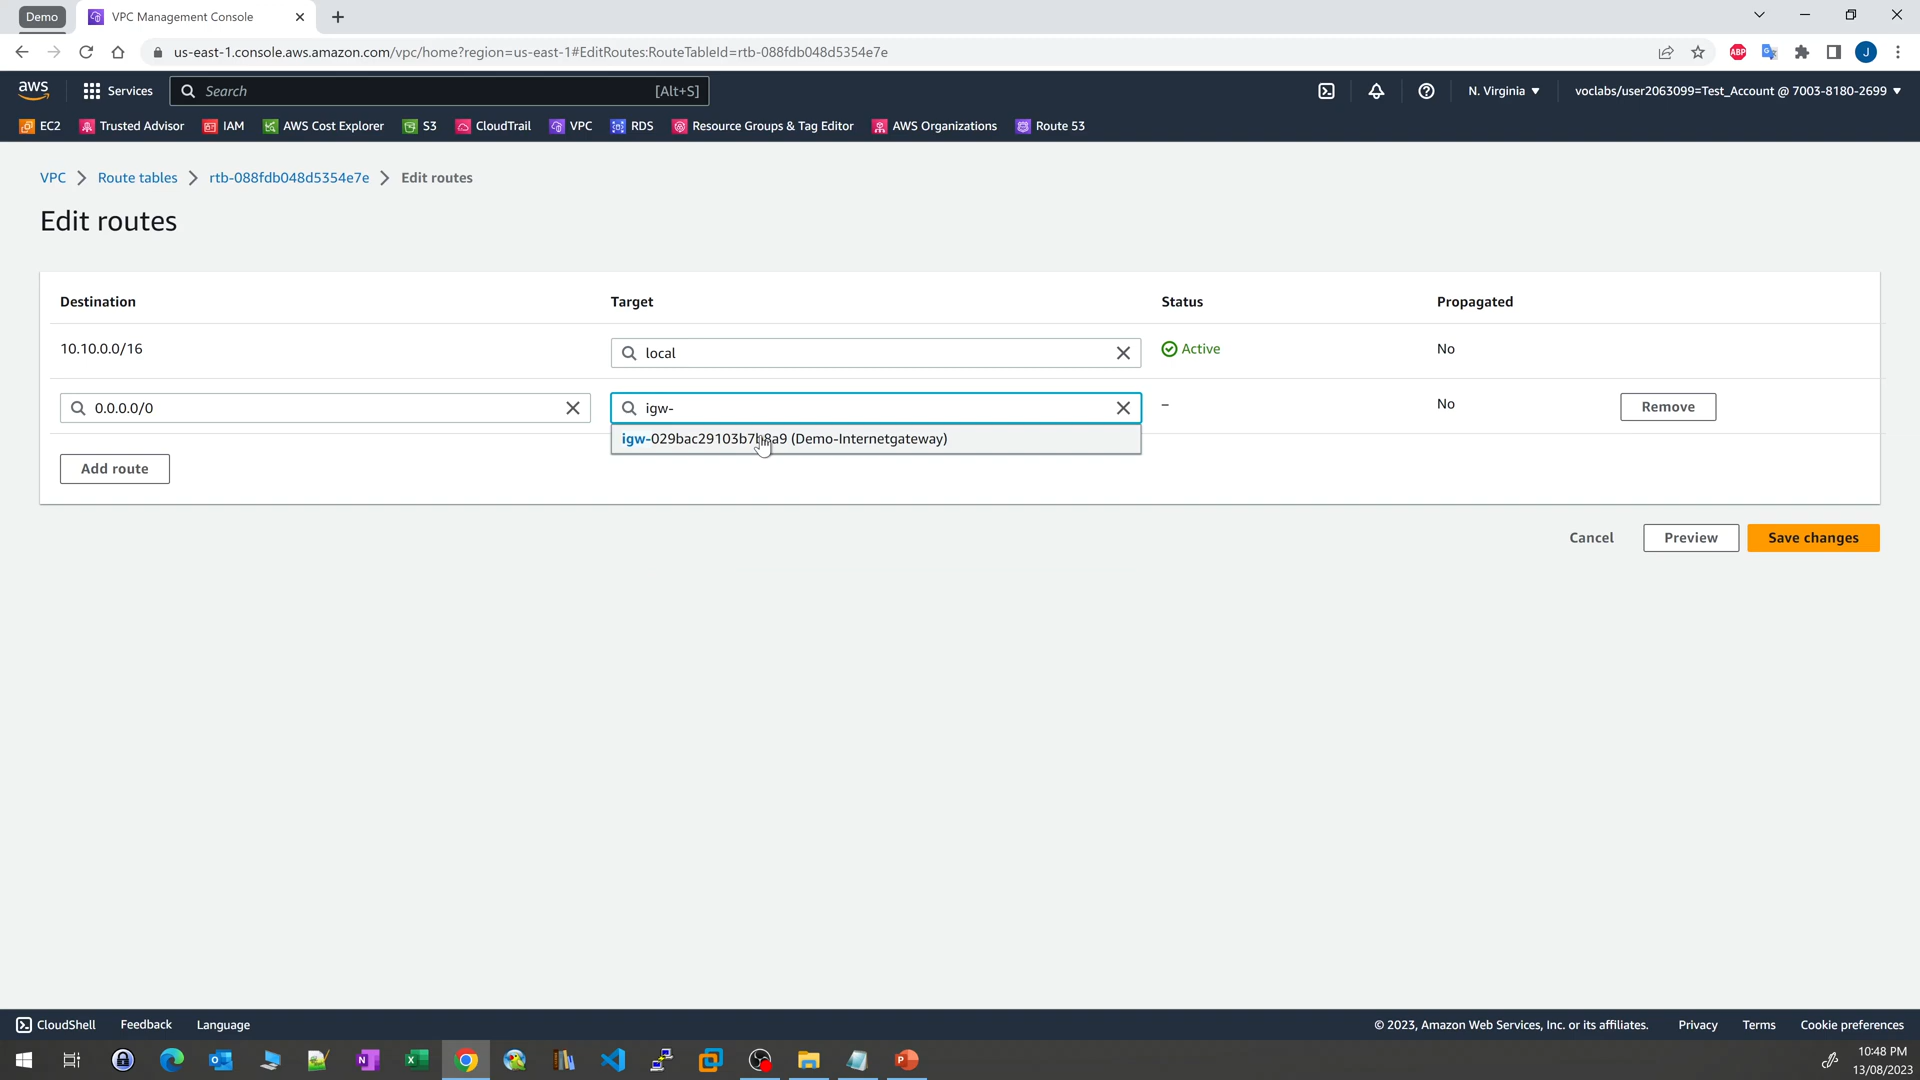 Demo
VPC Management Console
us-east-1.console.aws.amazon.com/vpc/home?region=us-east-1#EditRoutes:RouteTableId=rtb-088fdb048d5354e7e
ABP
J
aws
Services
Search
[Alt+S]
N. Virginia
voclabs/user2063099=Test_Account @ 7003-8180-2699
EC2
Trusted Advisor
IAM
AWS Cost Explorer
S3
CloudTrail
VPC
RDS
Resource Groups & Tag Editor
AWS Organizations
Route 53
VPC
Route tables
rtb-088fdb048d5354e7e
Edit routes
Edit routes
Destination
Target
Status
Propagated
10.10.0.0/16
local
Active
No
0.0.0.0/0
igw-
–
No
Remove
(Demo-Internetgateway)
Add route
Cancel
Preview
Save changes
CloudShell
Feedback
Language
© 2023, Amazon Web Services, Inc. or its affiliates.
Privacy
Terms
Cookie preferences
10:48 PM
13/08/2023